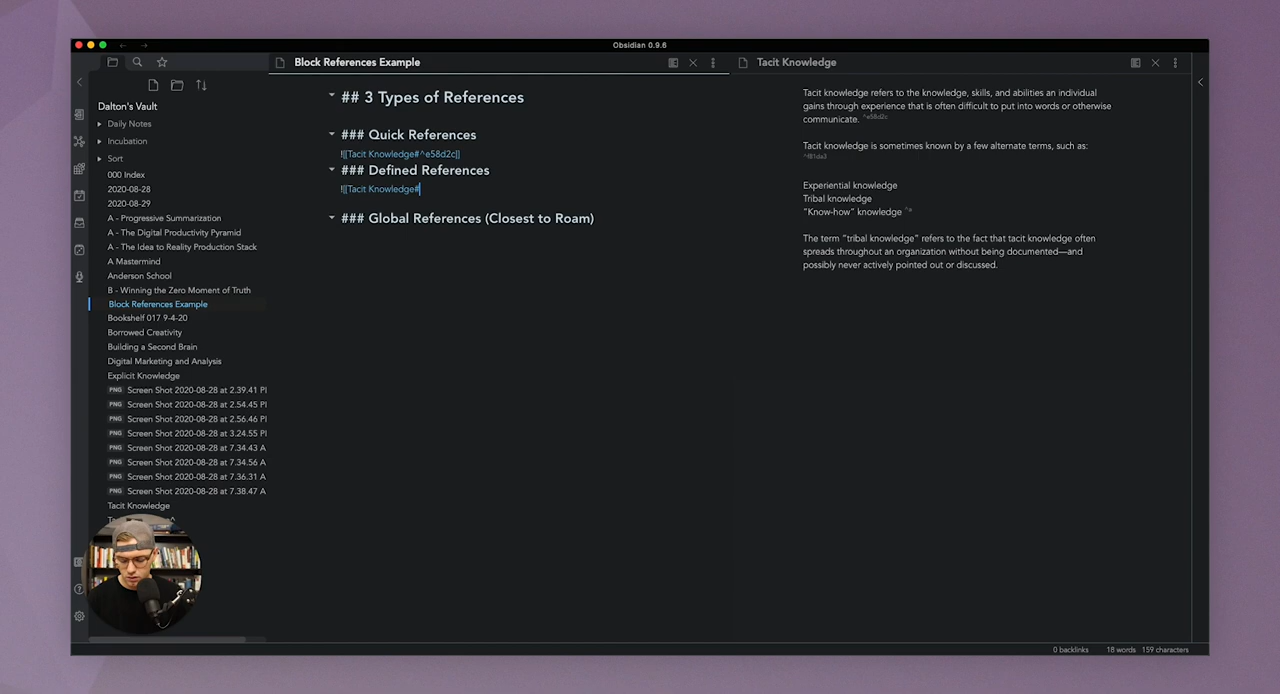 Obsidian 0.9.6
Block References Example
Tacit Knowledge
Dalton's Vault
Daily Notes
Incubation
Sort
000 Index
2020-08-28
2020-08-29
A - Progressive Summarization
A - The Digital Productivity Pyramid
A - The Idea to Reality Production Stack
A Mastermind
Anderson School
B - Winning the Zero Moment of Truth
Block References Example
Bookshelf 017 9-4-20
Borrowed Creativity
Building a Second Brain
Digital Marketing and Analysis
Explicit Knowledge
PNG Screen Shot 2020-08-28 at 2.39.41 P
PNG Screen Shot 2020-08-28 at 2.54.45 P
PNG Screen Shot 2020-08-28 at 2.56.46 P
PNG Screen Shot 2020-08-28 at 3.24.55 P
PNG Screen Shot 2020-08-28 at 7.34.43 A
PNG Screen Shot 2020-08-28 at 7.34.56 A
PNG Screen Shot 2020-08-28 at 7.36.31 A
PNG Screen Shot 2020-08-28 at 7.38.47 A
Tacit Knowledge
## 3 Types of References
### Quick References
![[Tacit Knowledge#^e58d2c]]
### Defined References
![[Tacit Knowledge#
### Global References (Closest to Roam)
Tacit knowledge refers to the knowledge, skills, and abilities an individual
gains through experience that is often difficult to put into words or otherwise
communicate. ^e58d2c
Tacit knowledge is sometimes known by a few alternate terms, such as:
^f81da3
Experiential knowledge
Tribal knowledge
"Know-how" knowledge
The term "tribal knowledge" refers to the fact that tacit knowledge often
spreads throughout an organization without being documented—and
possibly never actively pointed out or discussed.
0 backlinks 18 words 159 characters